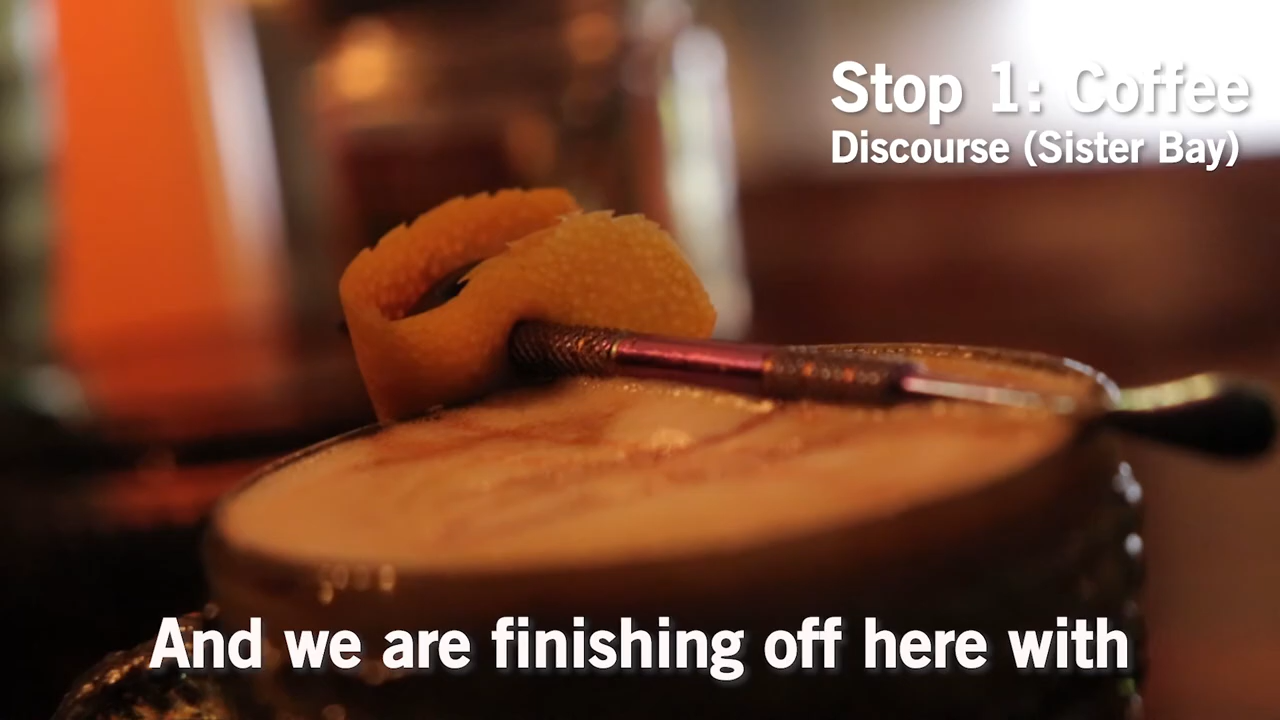 Stop 1: Coffee
Discourse (Sister Bay)
And we are finishing off here with